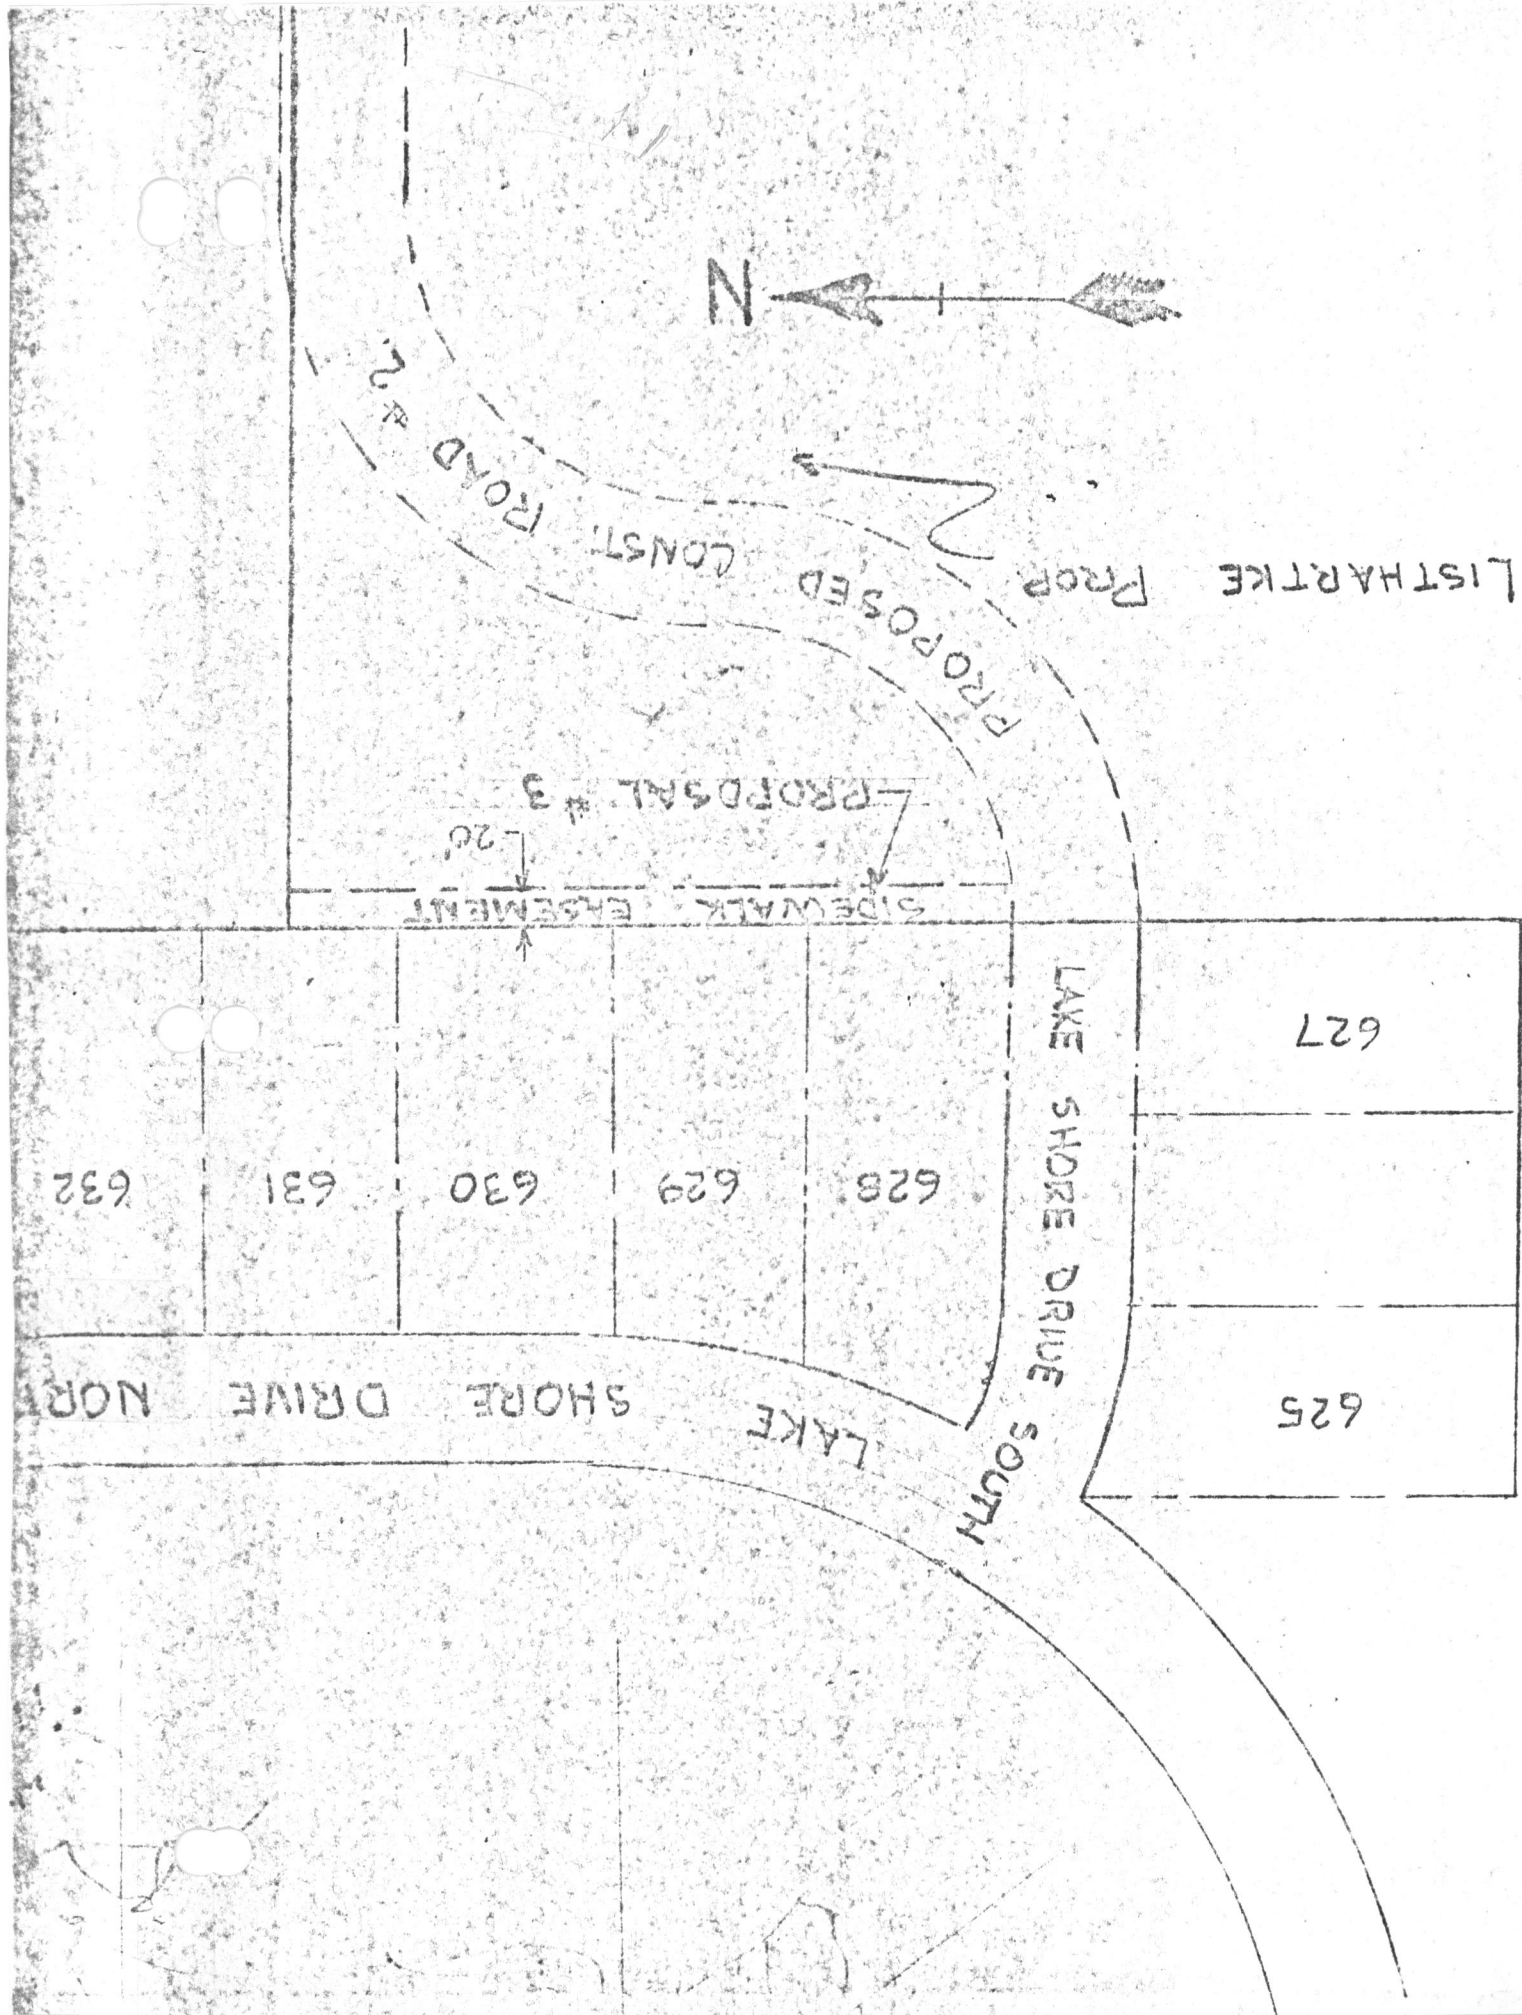 625
627
LAKE SHORE DRIVE SOUTH
LAKE SHORE DRIVE
628
629
630
631
632
SIDEWALK EASEMENT
20'
PROPOSAL #3
LISTHARTKE PROP
PROPOSED CONST. ROAD #2
N